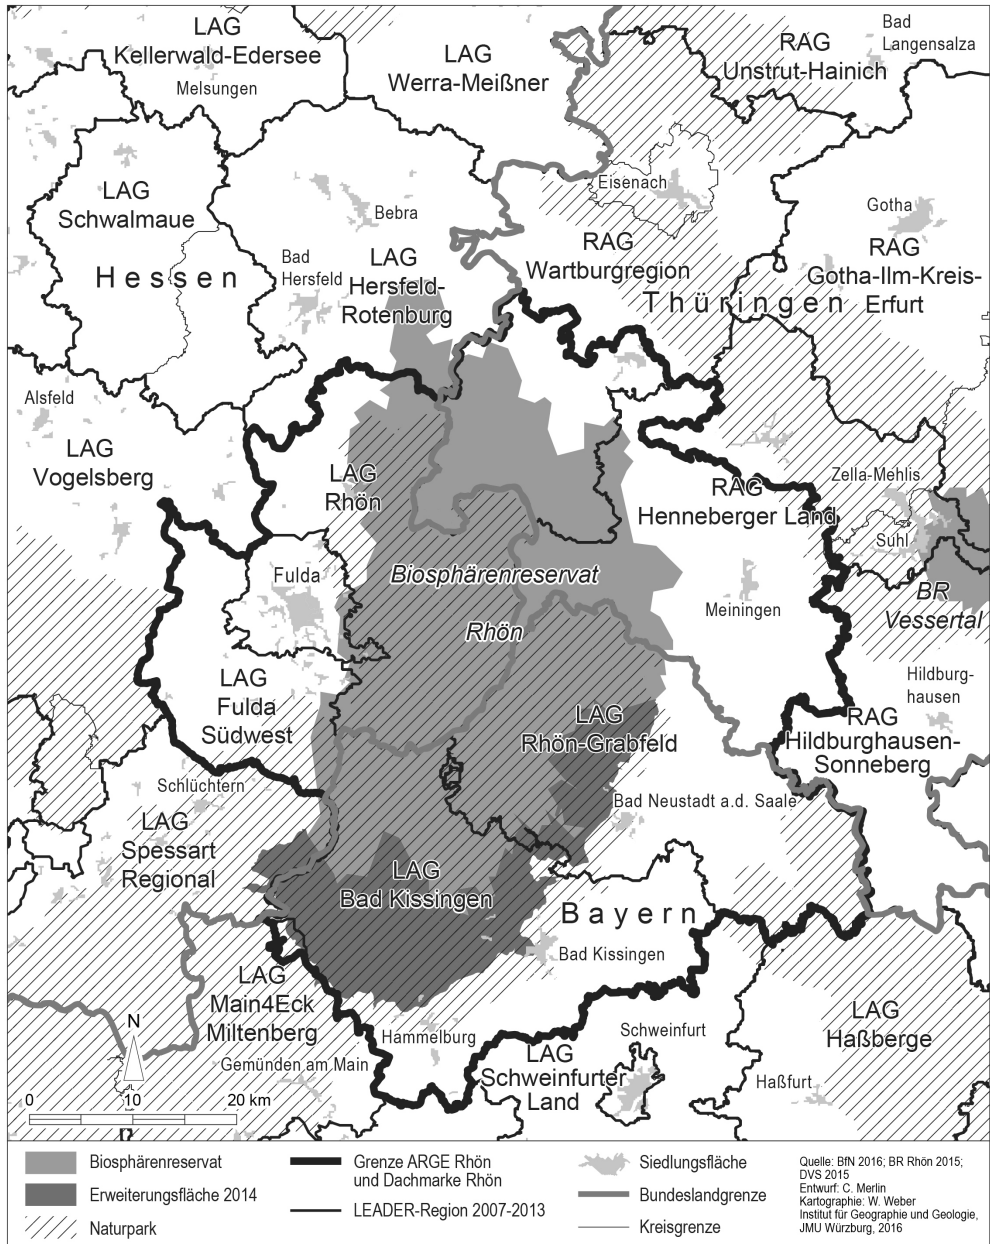 LAG
Kellerwald-Edersee
Melsungen
LAG
Werra-Meißner
RAG
Unstrut-Hainich
Bad
Langensalza
LAG
Schwalmaue
Bebra
Eisenach
Gotha
Hessen
Bad
Hersfeld
LAG
Hersfeld-
Rotenburg
RAG
Wartburgregion
Thüringen
RAG
Gotha-Ilm-Kreis-
Erfurt
Alsfeld
LAG
Vogelsberg
LAG
Rhön
RAG
Henneberger Land
Zella-Mehlis
Suhl
Fulda
Biosphärenreservat
Rhön
Meiningen
BR
Vessertal
LAG
Fulda
Südwest
LAG
Rhön-Grabfeld
Hildburg-
hausen
RAG
Hildburghausen-
Sonneberg
Schlüchtern
Bad Neustadt a.d. Saale
LAG
Spessart
Regional
LAG
Bad Kissingen
Bayern
Bad Kissingen
LAG
Main4Eck
Miltenberg
Hammelburg
Gemünden am Main
Schweinfurt
LAG
Schweinfurter
Land
LAG
Haßberge
Haßfurt
N
0 10 20 km
Biosphärenreservat
Erweiterungsfläche 2014
Naturpark
Grenze ARGE Rhön
und Dachmarke Rhön
LEADER-Region 2007-2013
Siedlungsfläche
Bundeslandgrenze
Kreisgrenze
Quelle: BfN 2016; BR Rhön 2015;
DVS 2015
Entwurf: C. Merlin
Kartographie: W. Weber
Institut für Geographie und Geologie,
JMU Würzburg, 2016